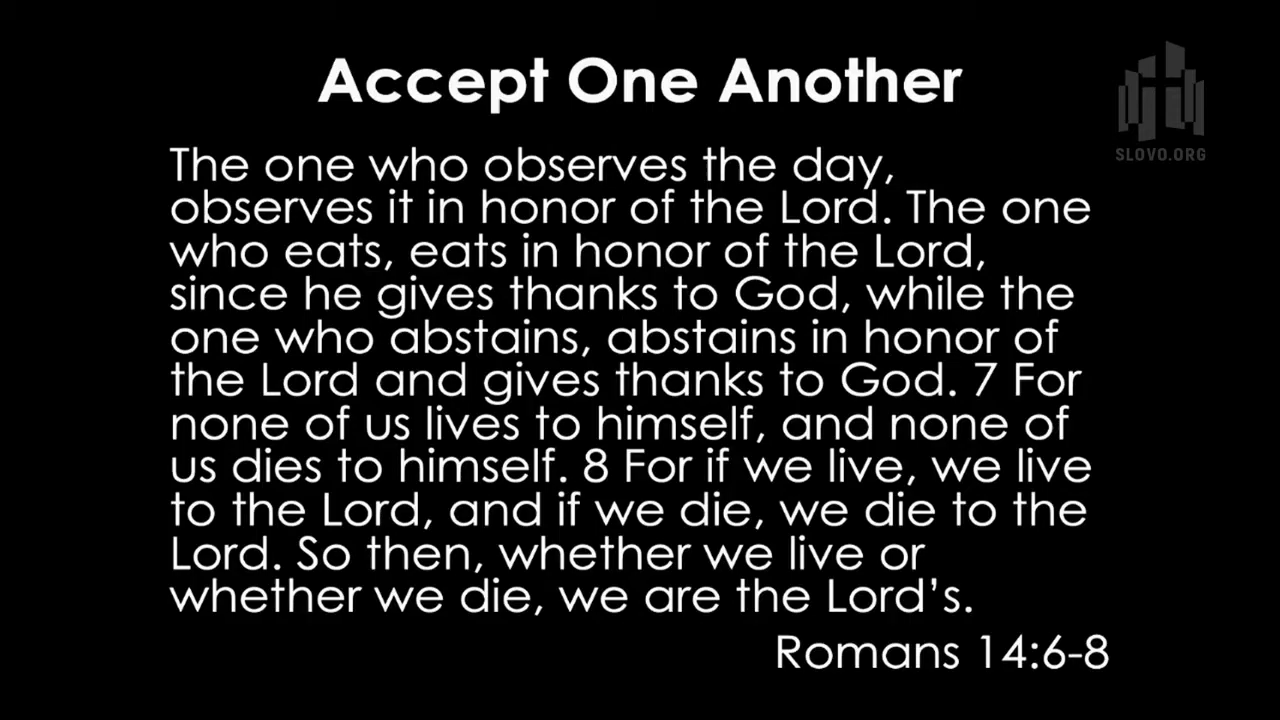 Accept One Another
SLOVO.ORG
The one who observes the day,
observes it in honor of the Lord. The one
who eats, eats in honor of the Lord,
since he gives thanks to God, while the
one who abstains, abstains in honor of
the Lord and gives thanks to God. 7 For
none of us lives to himself, and none of
us dies to himself. 8 For if we live, we live
to the Lord, and if we die, we die to the
Lord. So then, whether we live or
whether we die, we are the Lord’s.
Romans 14:6-8